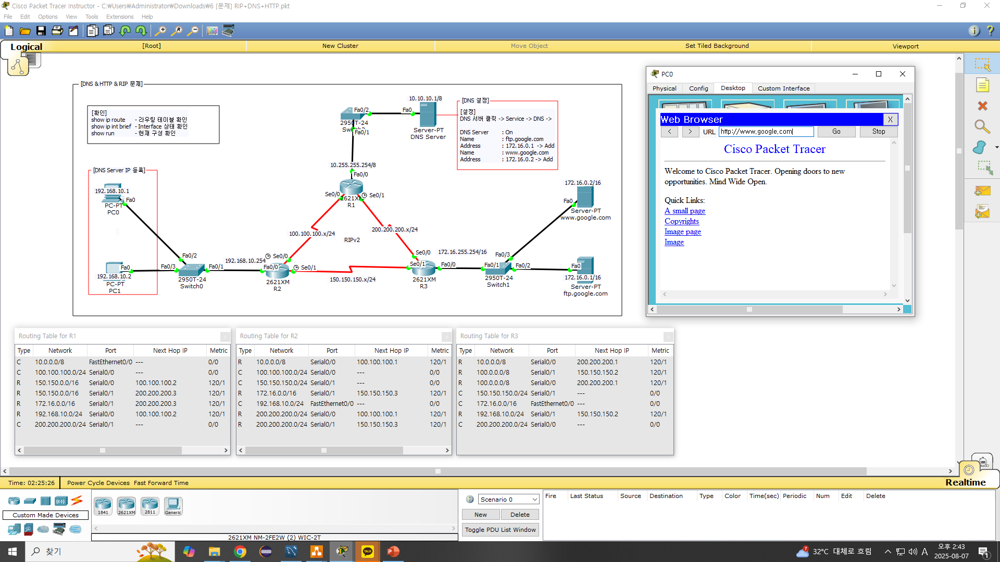 Cisco Packet Tracer Instructor - C:₩Users₩Administrator₩Downloads₩6 [문제] RIP+DNS+HTTP.pkt
File Edit Options View Tools Extensions Help
Logical [Root] New Cluster Move Object Set Tiled Background Viewport
[DNS & HTTP & RIP 문제]
[확인]
show ip route - 라우팅 테이블 확인
show ip int brief - Interface 상태 확인
show run - 현재 구성 확인
10.10.10.1/8
Fa0/2
Fa0
2950T-24
Fa0/1
Server-PT
DNS Server
[DNS 설정]
[설정]
DNS 서버 클릭 -> Service -> DNS ->
DNS Server : On
Name : ftp.google.com
Address : 172.16.0.1 -> Add
Name : www.google.com
Address : 172.16.0.2 -> Add
10.255.255.254/8
Fa0/0
Se0/0
Se0/1
2621XM
R1
[DNS Server IP 등록]
192.168.10.1
Fa0
PC-PT
PC0
Fa0
192.168.10.2
PC-PT
PC1
Fa0/2
Fa0/3
Fa0/1
2950T-24
Switch0
192.168.10.254
Fa0/0
Se0/0
Se0/1
2621XM
R2
100.100.100.x/24
200.200.200.x/24
RIPv2
150.150.150.x/24
Se0/0
Se0/1
Fa0/0
2621XM
R3
172.16.255.254/16
Fa0/3
Fa0/1
Fa0/2
2950T-24
Switch1
172.16.0.2/16
Fa0
Server-PT
www.google.com
Fa0
172.16.0.1/16
Server-PT
ftp.google.com
PC0
Physical Config Desktop Custom Interface
Web Browser X
< > URL http://www.google.com Go Stop
Cisco Packet Tracer
Welcome to Cisco Packet Tracer. Opening doors to new
opportunities. Mind Wide Open.
Quick Links:
A small page
Copyrights
Image page
Image
Routing Table for R1
Type Network Port Next Hop IP Metric
C 10.0.0.0/8 FastEthernet0/0 --- 0/0
C 100.100.100.0/24 Serial0/0 --- 0/0
R 150.150.0.0/16 Serial0/0 100.100.100.2 120/1
R 150.150.0.0/16 Serial0/1 200.200.200.3 120/1
R 172.16.0.0/16 Serial0/1 200.200.200.3 120/1
R 192.168.10.0/24 Serial0/0 100.100.100.2 120/1
C 200.200.200.0/24 Serial0/1 --- 0/0
Routing Table for R2
Type Network Port Next Hop IP Metric
R 10.0.0.0/8 Serial0/0 100.100.100.1 120/1
C 100.100.100.0/24 Serial0/0 --- 0/0
C 150.150.150.0/24 Serial0/1 --- 0/0
R 172.16.0.0/16 Serial0/1 150.150.150.3 120/1
C 192.168.10.0/24 FastEthernet0/0 --- 0/0
R 200.200.200.0/24 Serial0/0 100.100.100.1 120/1
R 200.200.200.0/24 Serial0/1 150.150.150.3 120/1
Routing Table for R3
Type Network Port Next Hop IP Metric
R 10.0.0.0/8 Serial0/0 200.200.200.1 120/1
R 100.0.0.0/8 Serial0/1 150.150.150.2 120/1
R 100.0.0.0/8 Serial0/0 200.200.200.1 120/1
C 150.150.150.0/24 Serial0/1 --- 0/0
C 172.16.0.0/16 FastEthernet0/0 --- 0/0
R 192.168.10.0/24 Serial0/1 150.150.150.2 120/1
C 200.200.200.0/24 Serial0/0 --- 0/0
Time: 02:25:26 Power Cycle Devices Fast Forward Time
Realtime
Custom Made Devices
1841 2621XM 2811 Generic
2621XM NM-2FE2W (2) WIC-2T
Scenario 0
New Delete
Toggle PDU List Window
Fire Last Status Source Destination Type Color Time(sec) Periodic Num Edit Delete
찾기
TALK
7
32°C 대체로 흐림
A
오후 2:43
2025-08-07
1